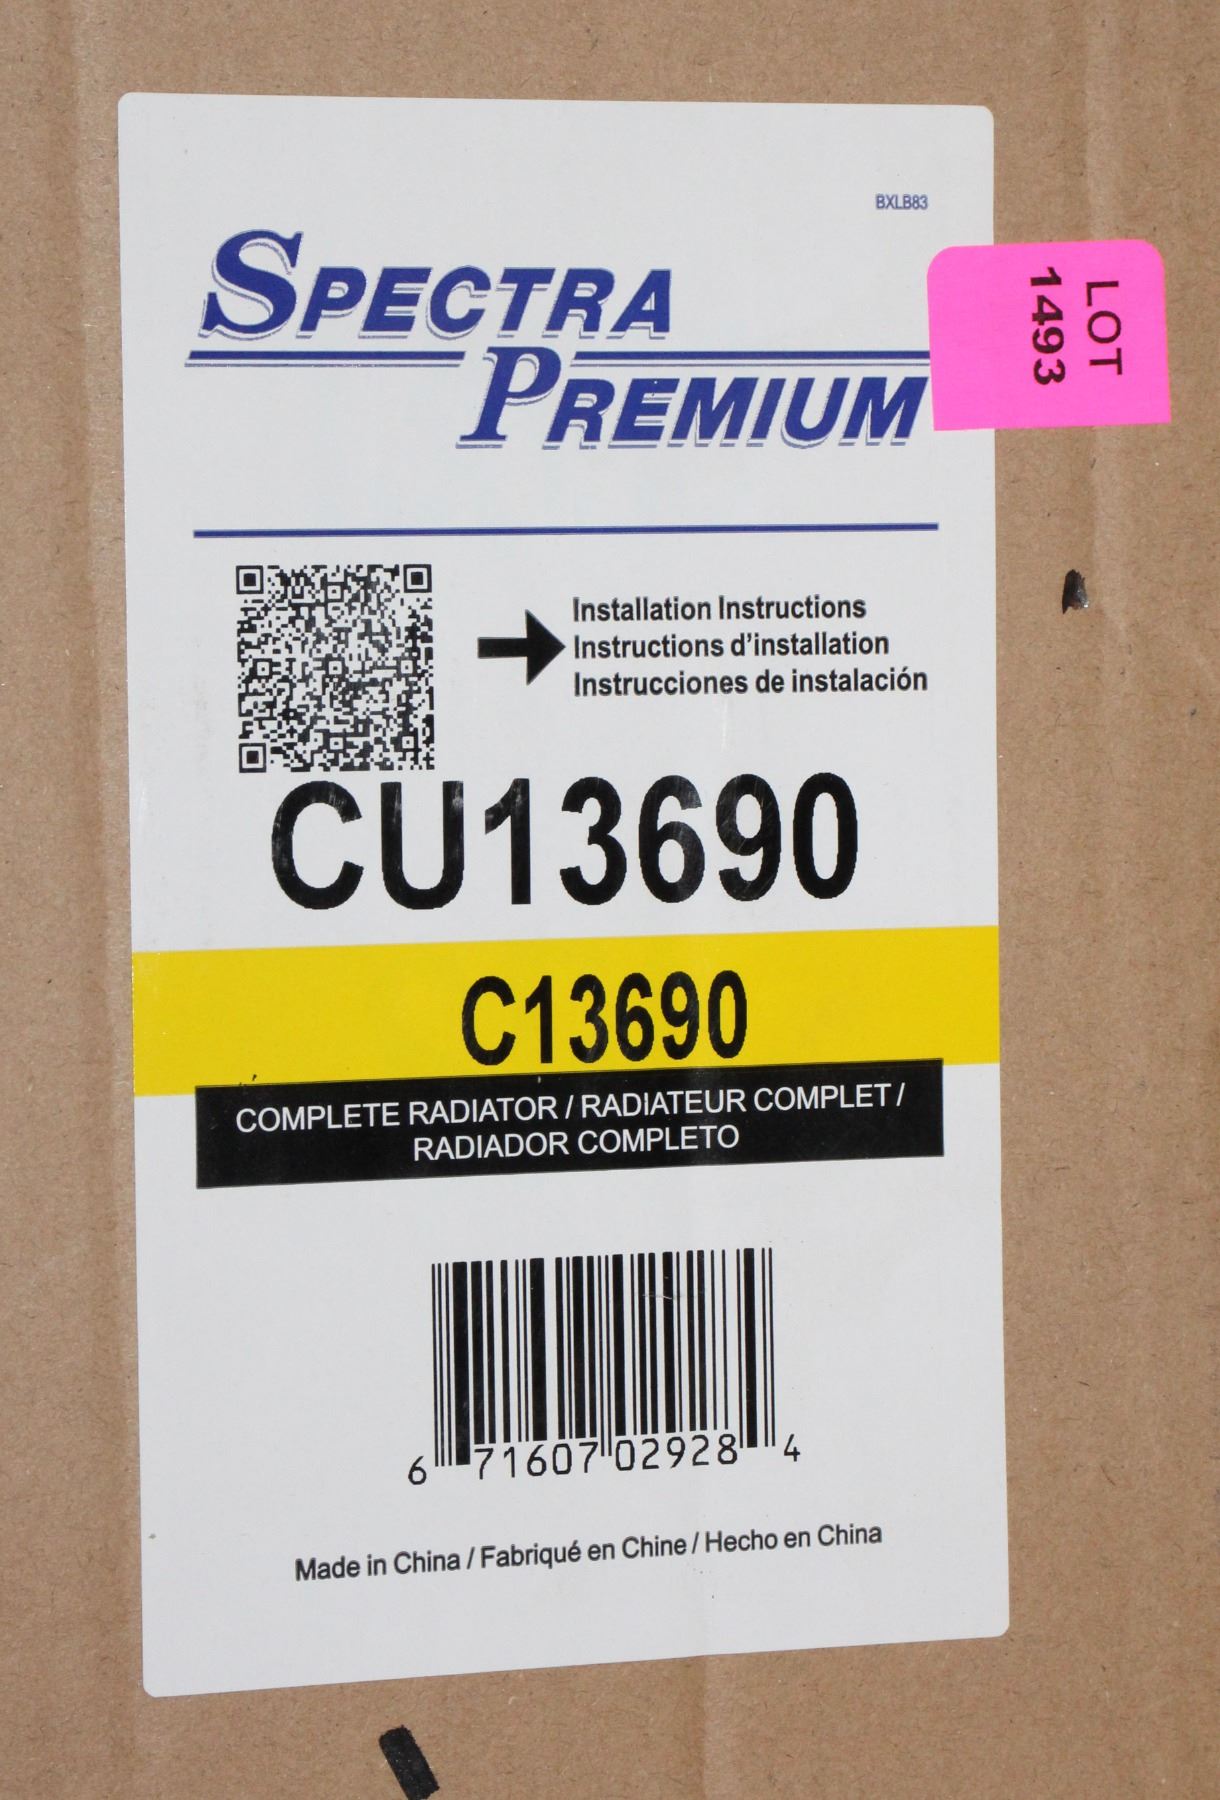 BXLB83
SPECTRA
PREMIUM
LOT
1493
Installation Instructions
Instructions d'installation
Instrucciones de instalación
CU13690
C13690
COMPLETE RADIATOR / RADIATEUR COMPLET /
RADIADOR COMPLETO
6 71607 02928 4
Made in China / Fabriqué en Chine / Hecho en China